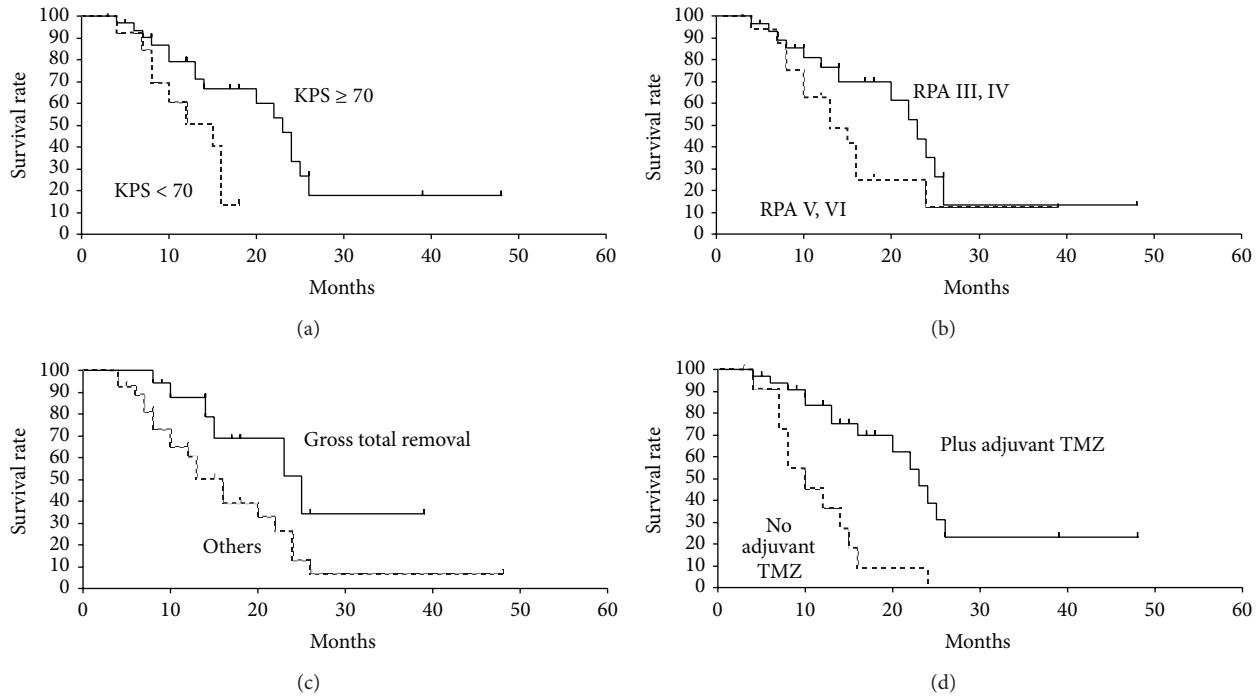 100
90
80
70
60
50
40
30
20
10
0
Survival rate
KPS ≥ 70
KPS < 70
0 10 20 30 40 50 60
Months
(a)
100
90
80
70
60
50
40
30
20
10
0
Survival rate
RPA III, IV
RPA V, VI
0 10 20 30 40 50 60
Months
(b)
100
90
80
70
60
50
40
30
20
10
0
Survival rate
Gross total removal
Others
0 10 20 30 40 50 60
Months
(c)
100
90
80
70
60
50
40
30
20
10
0
Survival rate
Plus adjuvant TMZ
No
adjuvant
TMZ
0 10 20 30 40 50 60
Months
(d)